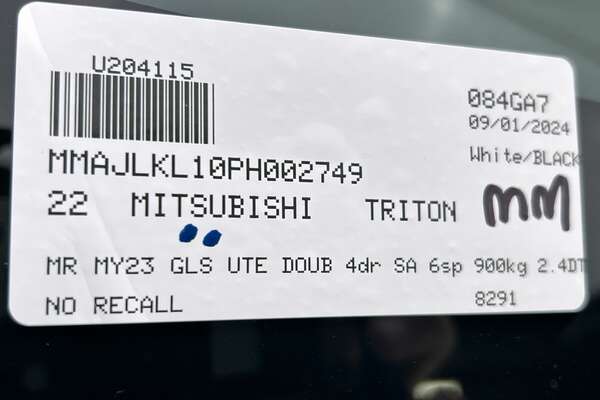 U204115
084GA7
09/01/2024
MMAJLKL10PH002749
White/BLACK
22 MITSUBISHI TRITON
MM
MR MY23 GLS UTE DOUB 4dr SA 6sp 900kg 2.4DT
NO RECALL 8291